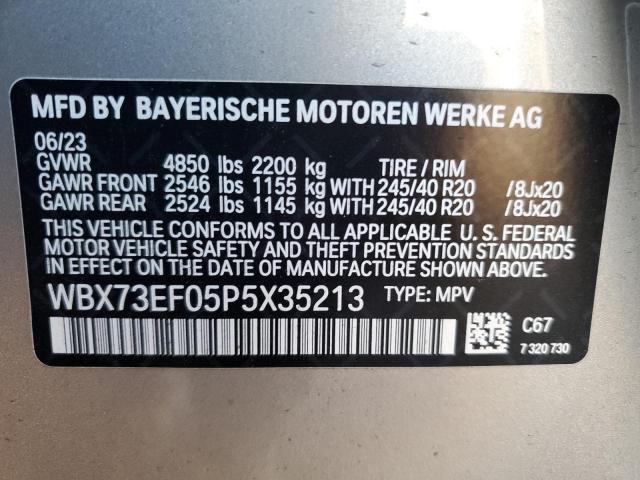 MFD BY BAYERISCHE MOTOREN WERKE AG
06/23
GVWR 4850 lbs 2200 kg TIRE / RIM
GAWR FRONT 2546 lbs 1155 kg WITH 245/40 R20 /8Jx20
GAWR REAR 2524 lbs 1145 kg WITH 245/40 R20 /8Jx20
THIS VEHICLE CONFORMS TO ALL APPLICABLE U. S. FEDERAL
MOTOR VEHICLE SAFETY AND THEFT PREVENTION STANDARDS
IN EFFECT ON THE DATE OF MANUFACTURE SHOWN ABOVE.
WBX73EF05P5X35213 TYPE: MPV
C67
7 320 730